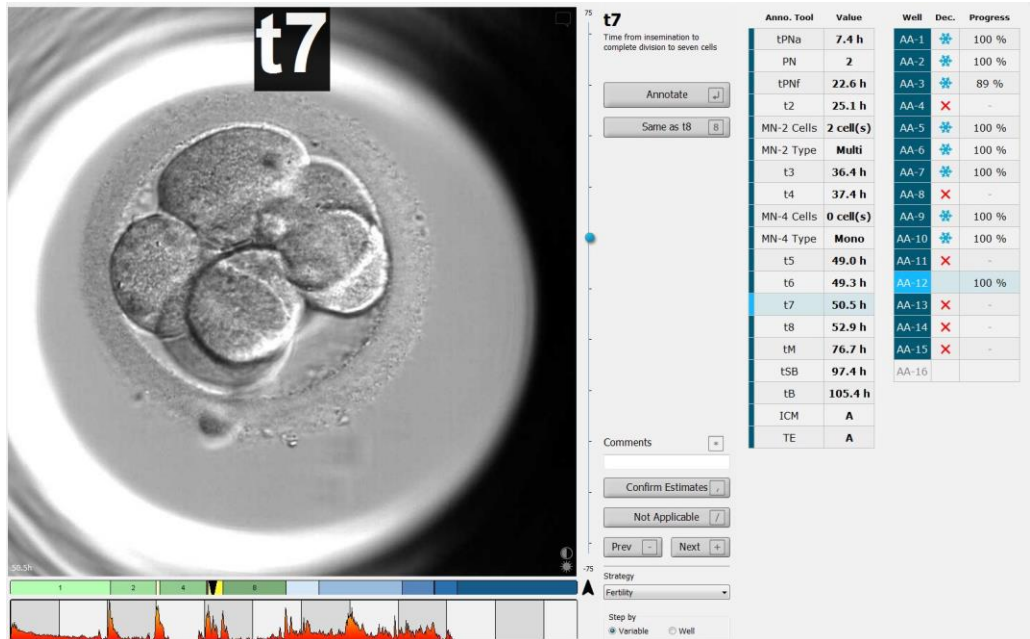 t7
50.5h
1 2 4 8
75
-75
t7
Time from insemination to
complete division to seven cells
Annotate
Same as t8 8
Comments *
Confirm Estimates ,
Not Applicable /
Prev - Next +
Strategy
Fertility
Step by
Variable Well
Anno. Tool Value
tPNa 7.4 h
PN 2
tPNf 22.6 h
t2 25.1 h
MN-2 Cells 2 cell(s)
MN-2 Type Multi
t3 36.4 h
t4 37.4 h
MN-4 Cells 0 cell(s)
MN-4 Type Mono
t5 49.0 h
t6 49.3 h
t7 50.5 h
t8 52.9 h
tM 76.7 h
tSB 97.4 h
tB 105.4 h
ICM A
TE A
Well Dec. Progress
AA-1 100 %
AA-2 100 %
AA-3 89 %
AA-4 -
AA-5 100 %
AA-6 100 %
AA-7 100 %
AA-8 -
AA-9 100 %
AA-10 100 %
AA-11 -
AA-12 100 %
AA-13 -
AA-14 -
AA-15 -
AA-16